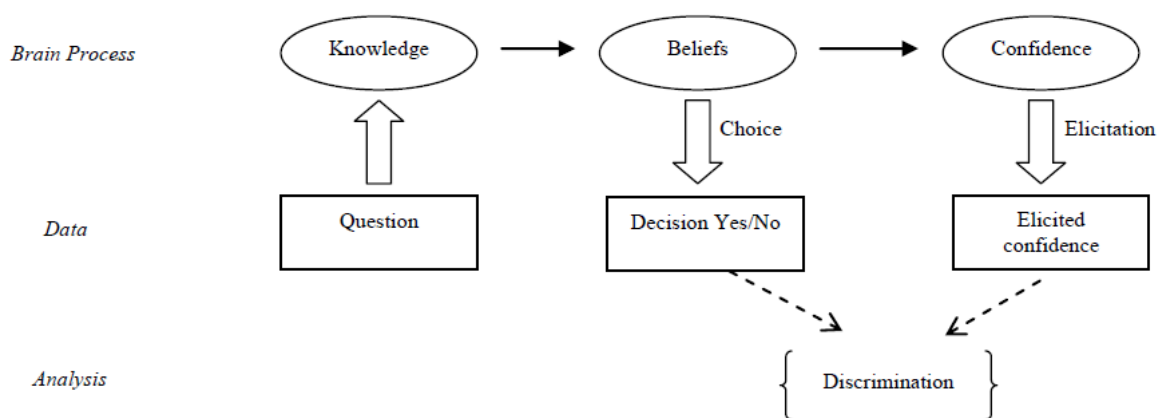 Brain Process
Knowledge
Beliefs
Confidence
Choice
Elicitation
Data
Question
Decision Yes/No
Elicited
confidence
Analysis
Discrimination